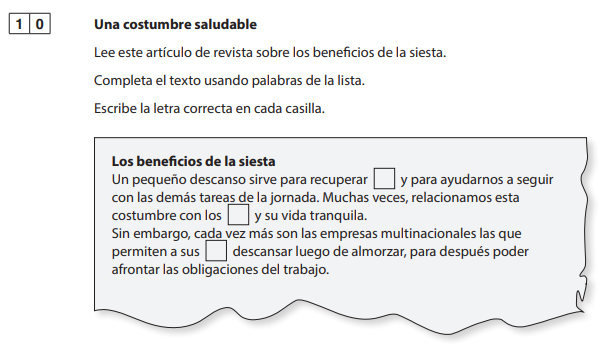 1 0 Una costumbre saludable
Lee este artículo de revista sobre los beneficios de la siesta.
Completa el texto usando palabras de la lista.
Escribe la letra correcta en cada casilla.
Los beneficios de la siesta
Un pequeño descanso sirve para recuperar y para ayudarnos a seguir
con las demás tareas de la jornada. Muchas veces, relacionamos esta
costumbre con los y su vida tranquila.
Sin embargo, cada vez más son las empresas multinacionales las que
permiten a sus descansar luego de almorzar, para después poder
afrontar las obligaciones del trabajo.